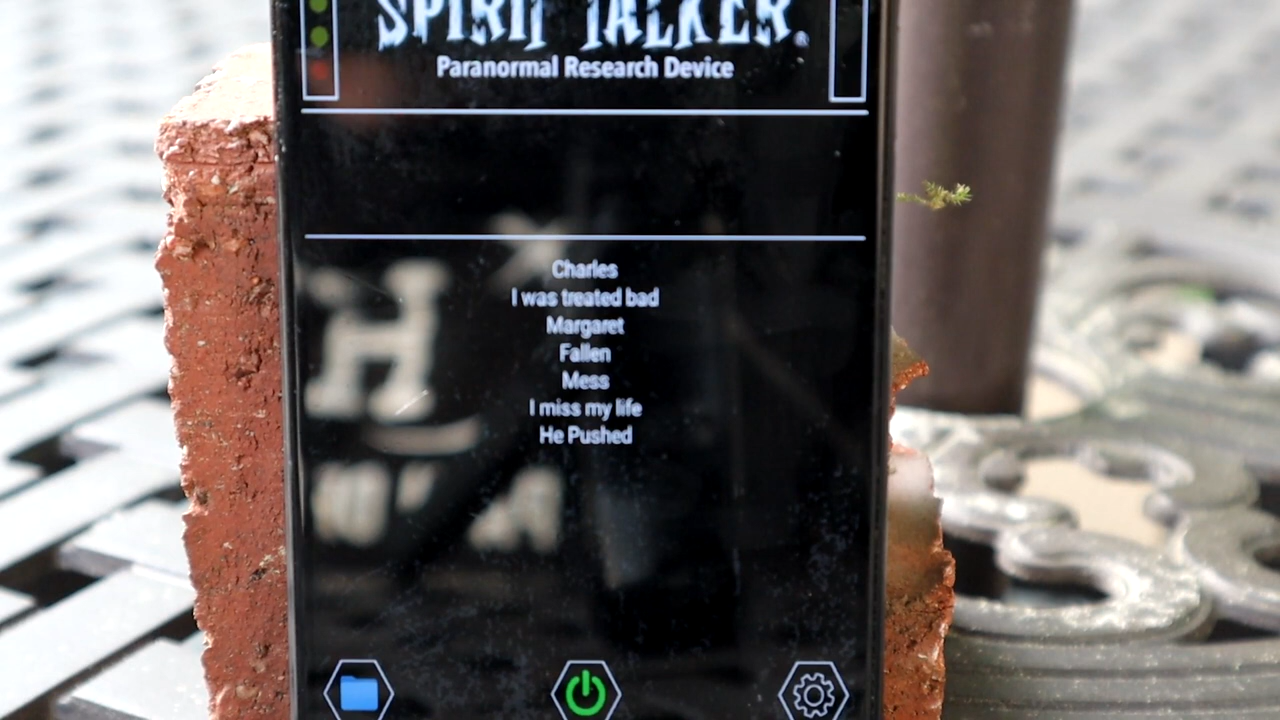 SPIRIT TALKER®
Paranormal Research Device
Charles
I was treated bad
Margaret
Fallen
Mess
I miss my life
He Pushed
H